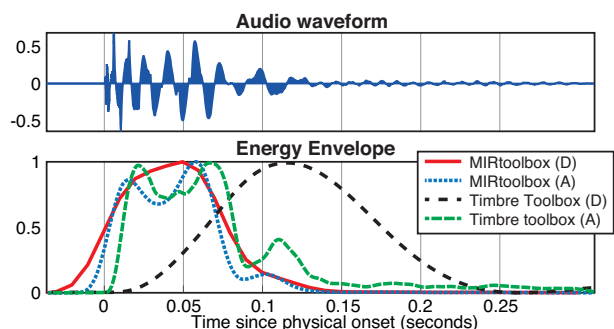 Audio waveform
0.5
0
-0.5
Energy Envelope
1
0.5
0
MIRtoolbox (D)
MIRtoolbox (A)
Timbre Toolbox (D)
Timbre toolbox (A)
0 0.05 0.1 0.15 0.2 0.25
Time since physical onset (seconds)